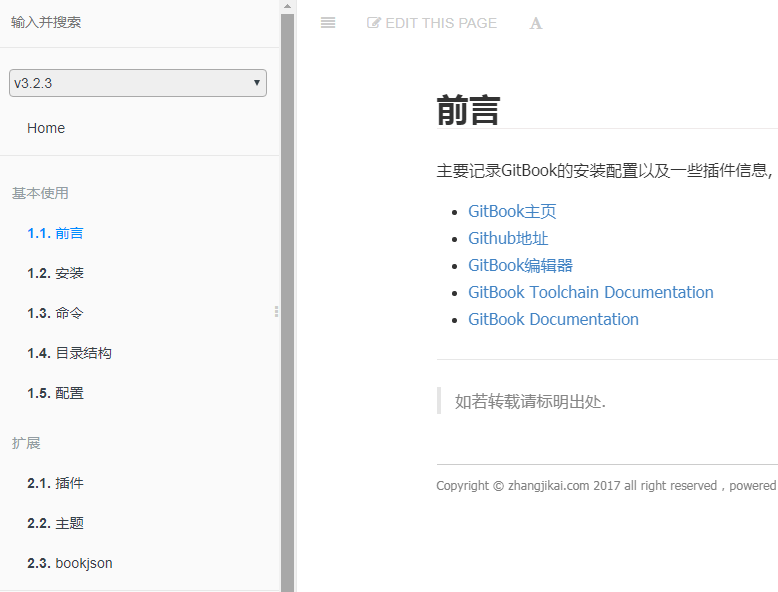 输入并搜索
v3.2.3
Home
基本使用
1.1. 前言
1.2. 安装
1.3. 命令
1.4. 目录结构
1.5. 配置
扩展
2.1. 插件
2.2. 主题
2.3. bookjson
EDIT THIS PAGE
A
前言
主要记录GitBook的安装配置以及一些插件信息,
GitBook主页
Github地址
GitBook编辑器
GitBook Toolchain Documentation
GitBook Documentation
如若转载请标明出处.
Copyright © zhangjikai.com 2017 all right reserved，powered